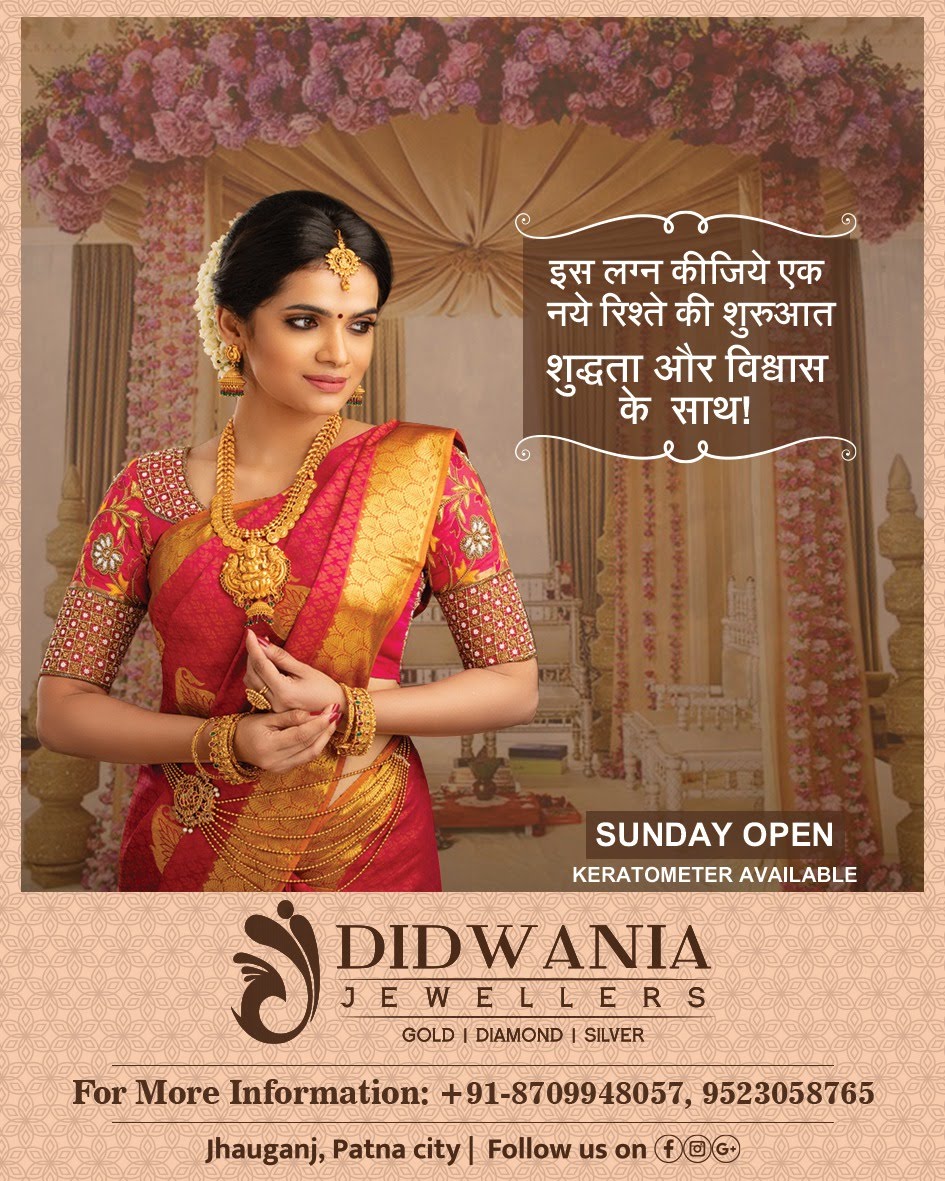 इस लग्न कीजिये एक
नये रिश्ते की शुरुआत
शुद्धता और विश्वास
के साथ!
SUNDAY OPEN
KERATOMETER AVAILABLE
DIDWANIA
JEWELLERS
GOLD | DIAMOND | SILVER
For More Information: +91-8709948057, 9523058765
Jhauganj, Patna city | Follow us on f G+